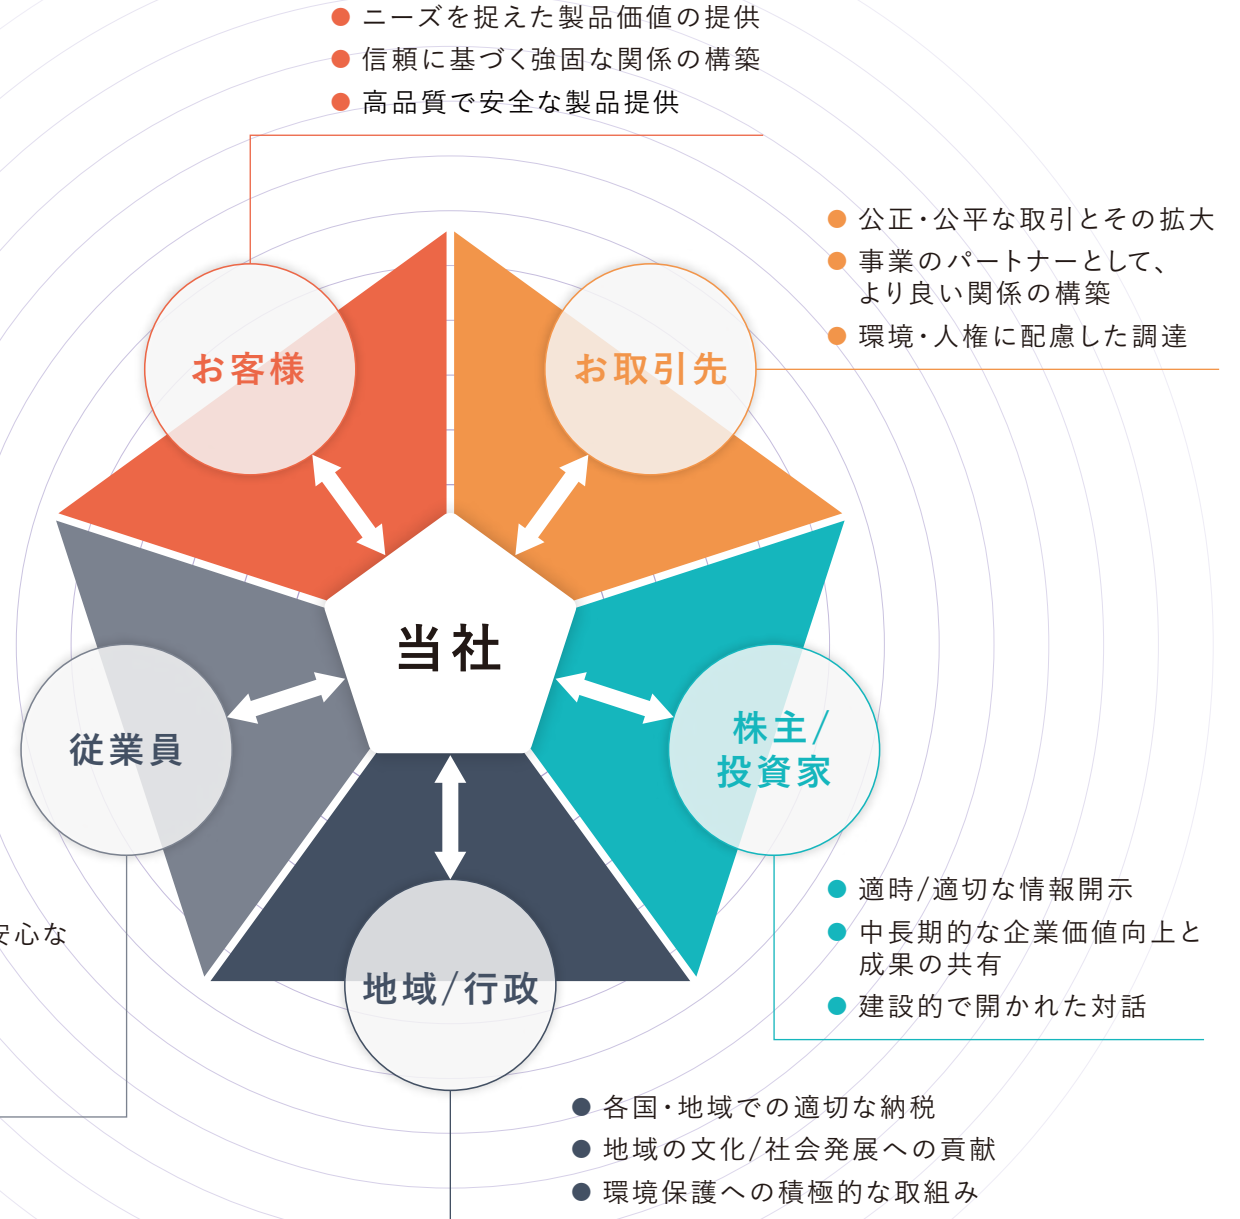 ● ニーズを捉えた製品価値の提供
● 信頼に基づく強固な関係の構築
● 高品質で安全な製品提供
● 公正・公平な取引とその拡大
● 事業のパートナーとして、
より良い関係の構築
● 環境・人権に配慮した調達
お客様
お取引先
当社
従業員
株主/
投資家
地域/行政
心な
● 適時/適切な情報開示
● 中長期的な企業価値向上と
成果の共有
● 建設的で開かれた対話
● 各国・地域での適切な納税
● 地域の文化/社会発展への貢献
● 環境保護への積極的な取組み